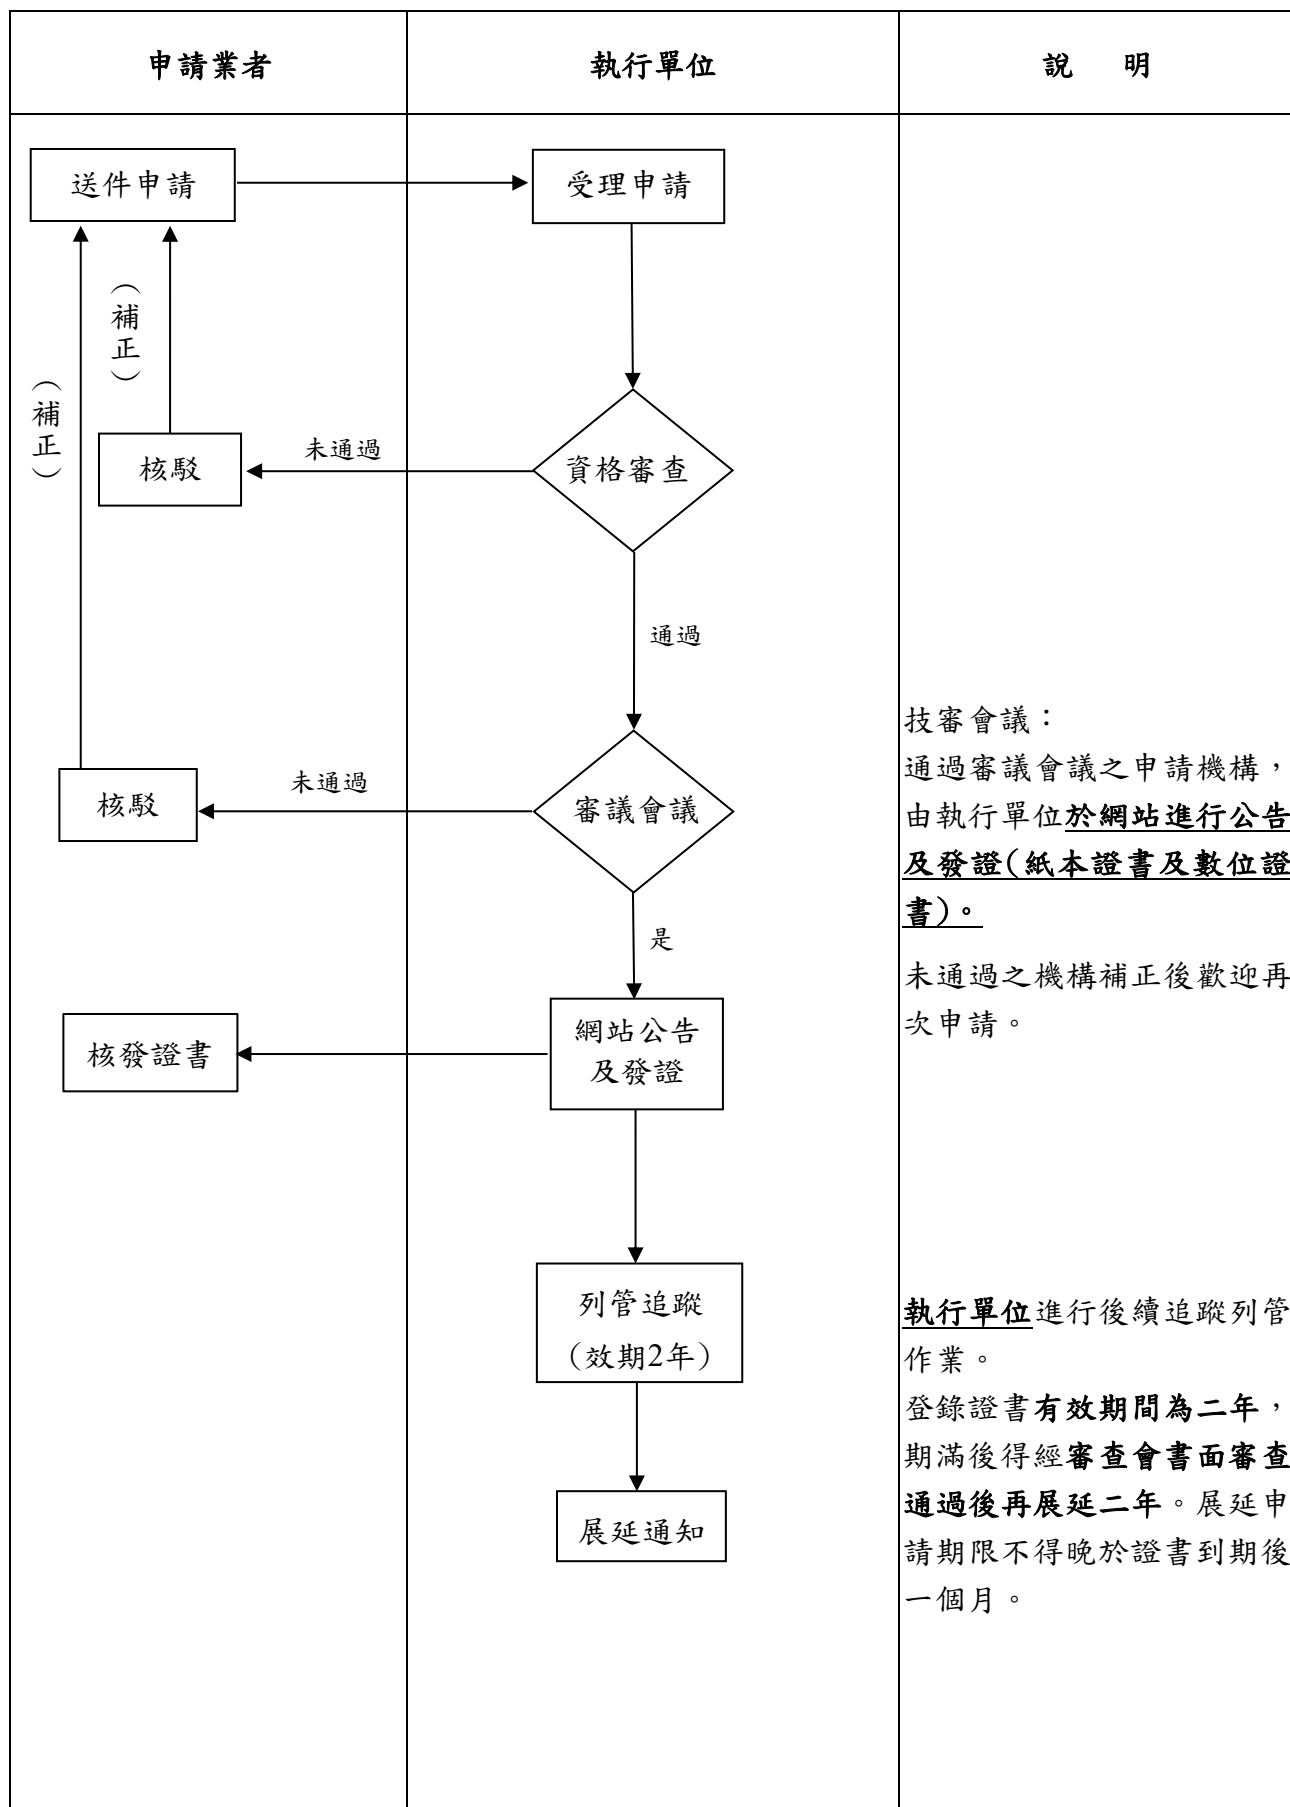 申請業者
執行單位
說 明
送件申請
受理申請
(補正)
(補正)
核駁
未通過
資格審查
通過
核駁
未通過
審議會議
是
核發證書
網站公告
及發證
列管追蹤
(效期2年)
展延通知
技審會議：
通過審議會議之申請機構，
由執行單位於網站進行公告
及發證(紙本證書及數位證
書)。
未通過之機構補正後歡迎再
次申請。
執行單位進行後續追蹤列管
作業。
登錄證書有效期間為二年，
期滿後得經審查會書面審查
通過後再展延二年。展延申
請期限不得晚於證書到期後
一個月。